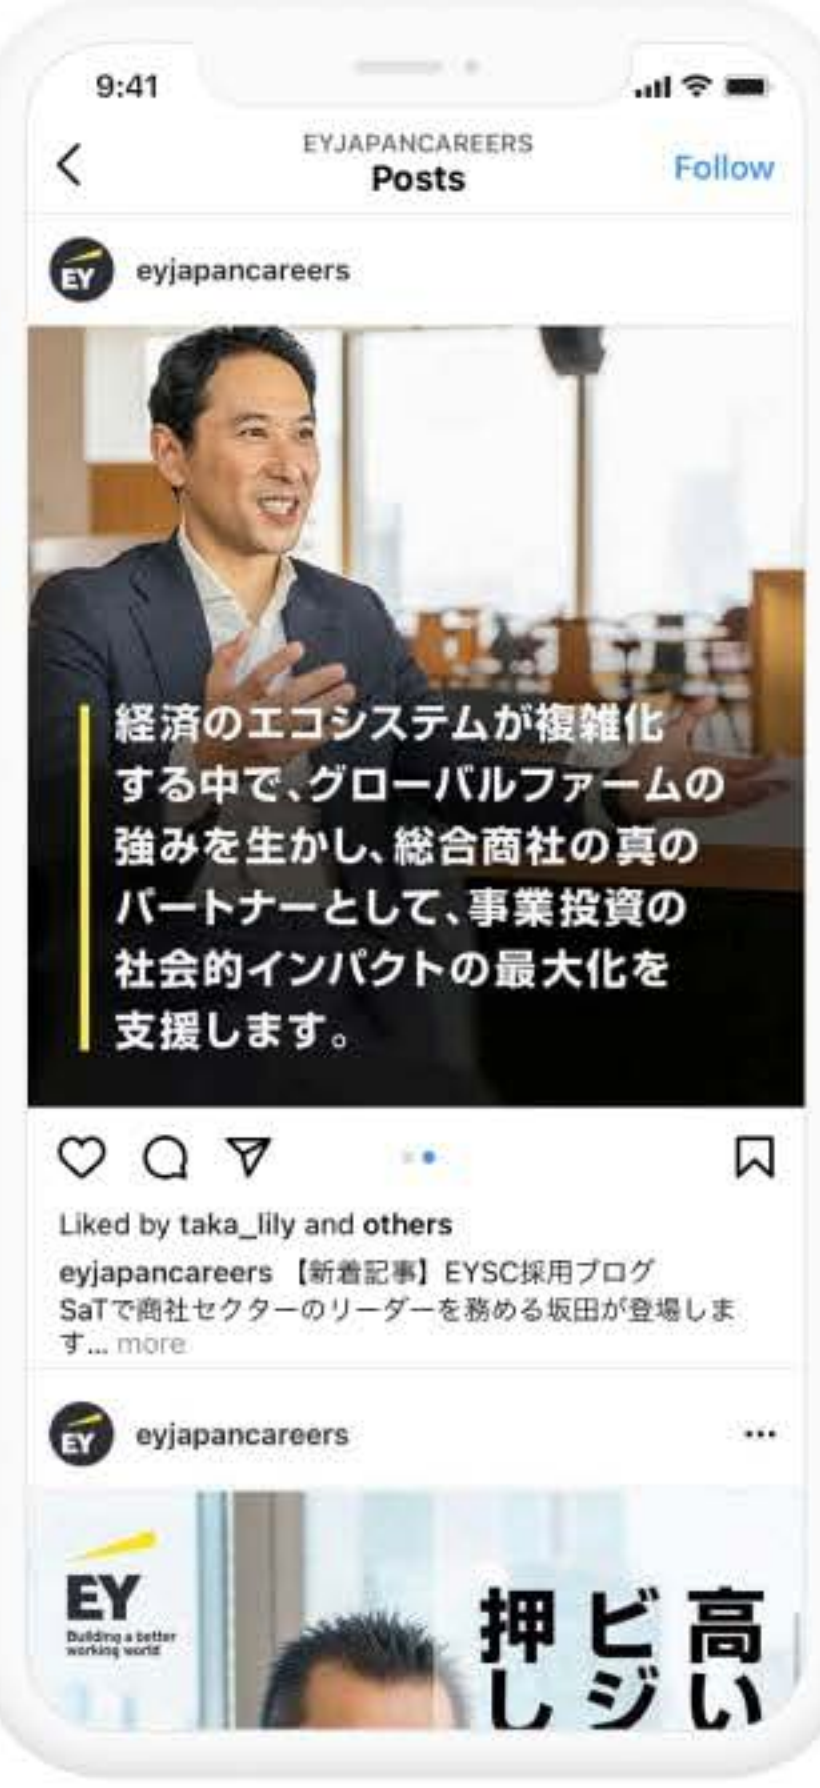 9:41
EYJAPANCAREERS
Posts
Follow
EY
eyjapancareers
経済のエコシステムが複雑化
する中で、グローバルファームの
強みを生かし、総合商社の真の
パートナーとして、事業投資の
社会的インパクトの最大化を
支援します。
Liked by taka_lily and others
eyjapancareers 【新着記事】EYSC採用ブログ
SaTで商社セクターのリーダーを務める坂田が登場しま
す... more
EY
eyjapancareers
EY
Building a better
working world
高い
ビジ
押し